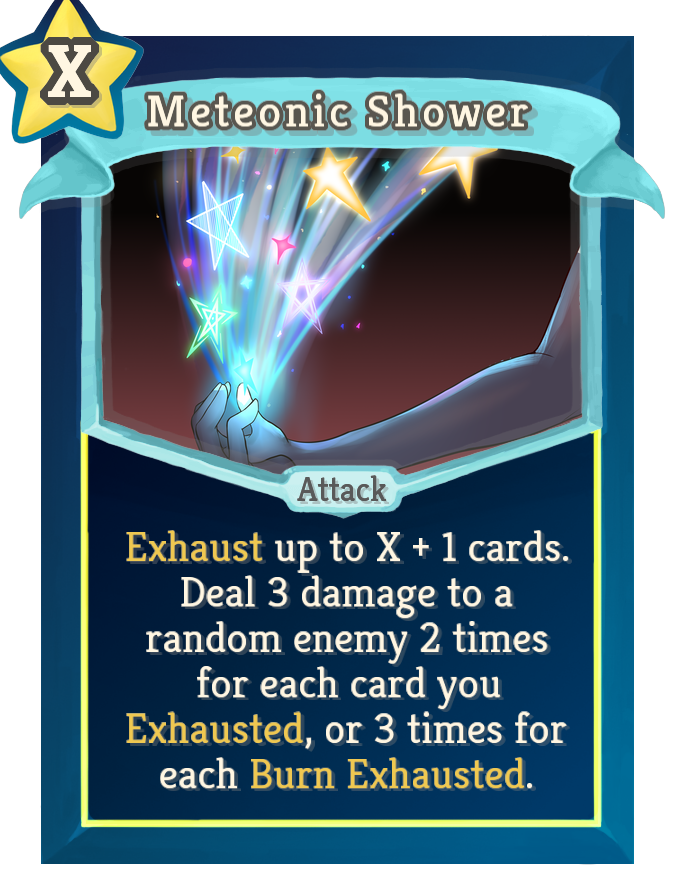 X
Meteonic Shower
Attack
Exhaust up to X + 1 cards.
Deal 3 damage to a
random enemy 2 times
for each card you
Exhausted, or 3 times for
each Burn Exhausted.